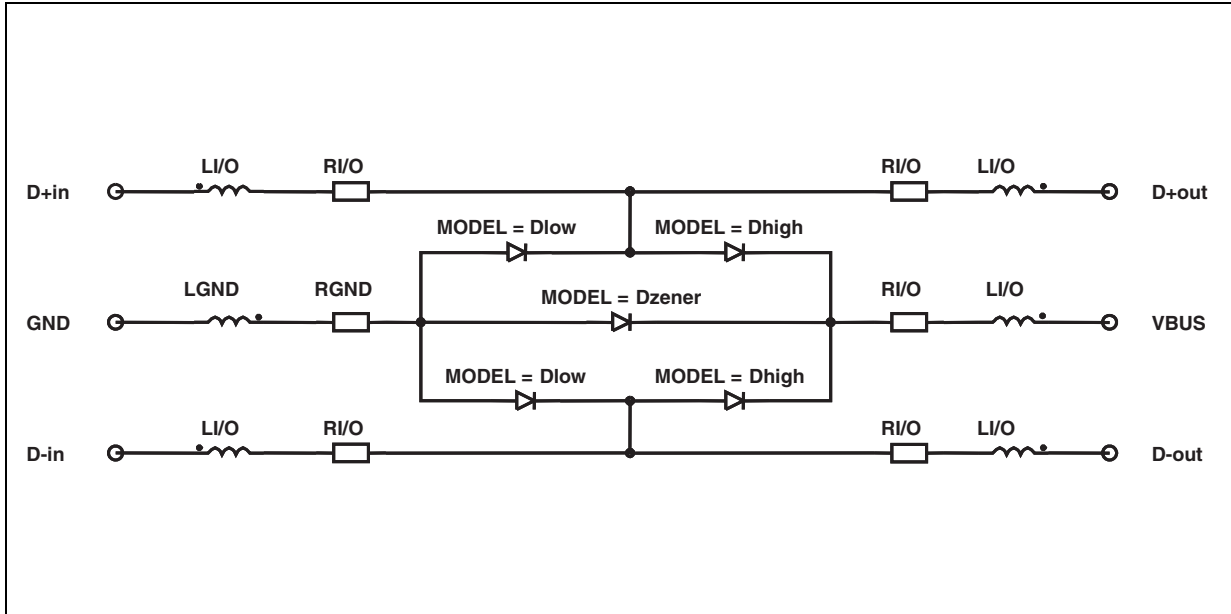 LI/O RI/O RI/O LI/O
D+in D+out
MODEL = Dlow MODEL = Dhigh
LGND RGND MODEL = Dzener RI/O LI/O
GND VBUS
MODEL = Dlow MODEL = Dhigh
LI/O RI/O RI/O LI/O
D-in D-out